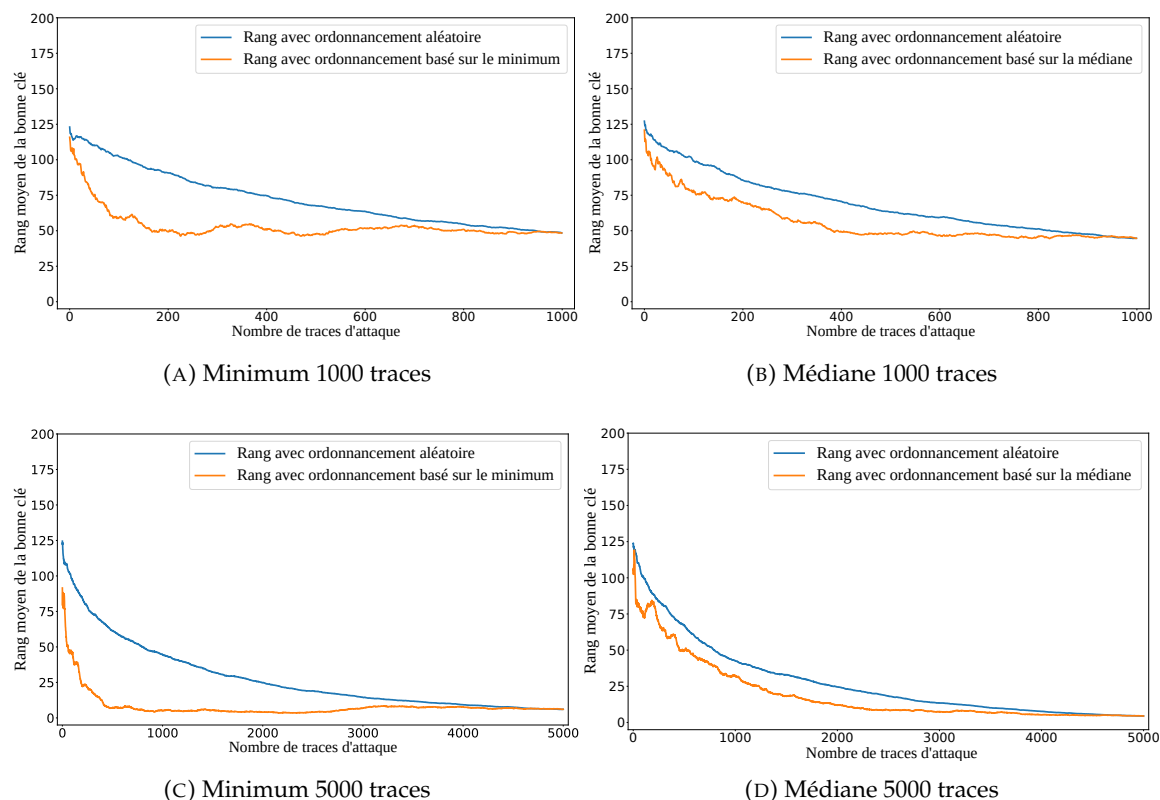 200
175
150
125
100
75
50
25
0
Rang moyen de la bonne clé
Rang avec ordonnancement aléatoire
Rang avec ordonnancement basé sur le minimum
0 200 400 600 800 1000
Nombre de traces d'attaque
(A) Minimum 1000 traces
200
175
150
125
100
75
50
25
0
Rang moyen de la bonne clé
Rang avec ordonnancement aléatoire
Rang avec ordonnancement basé sur la médiane
0 200 400 600 800 1000
Nombre de traces d'attaque
(B) Médiane 1000 traces
200
175
150
125
100
75
50
25
0
Rang moyen de la bonne clé
Rang avec ordonnancement aléatoire
Rang avec ordonnancement basé sur le minimum
0 1000 2000 3000 4000 5000
Nombre de traces d'attaque
(C) Minimum 5000 traces
200
175
150
125
100
75
50
25
0
Rang moyen de la bonne clé
Rang avec ordonnancement aléatoire
Rang avec ordonnancement basé sur la médiane
0 1000 2000 3000 4000 5000
Nombre de traces d'attaque
(D) Médiane 5000 traces